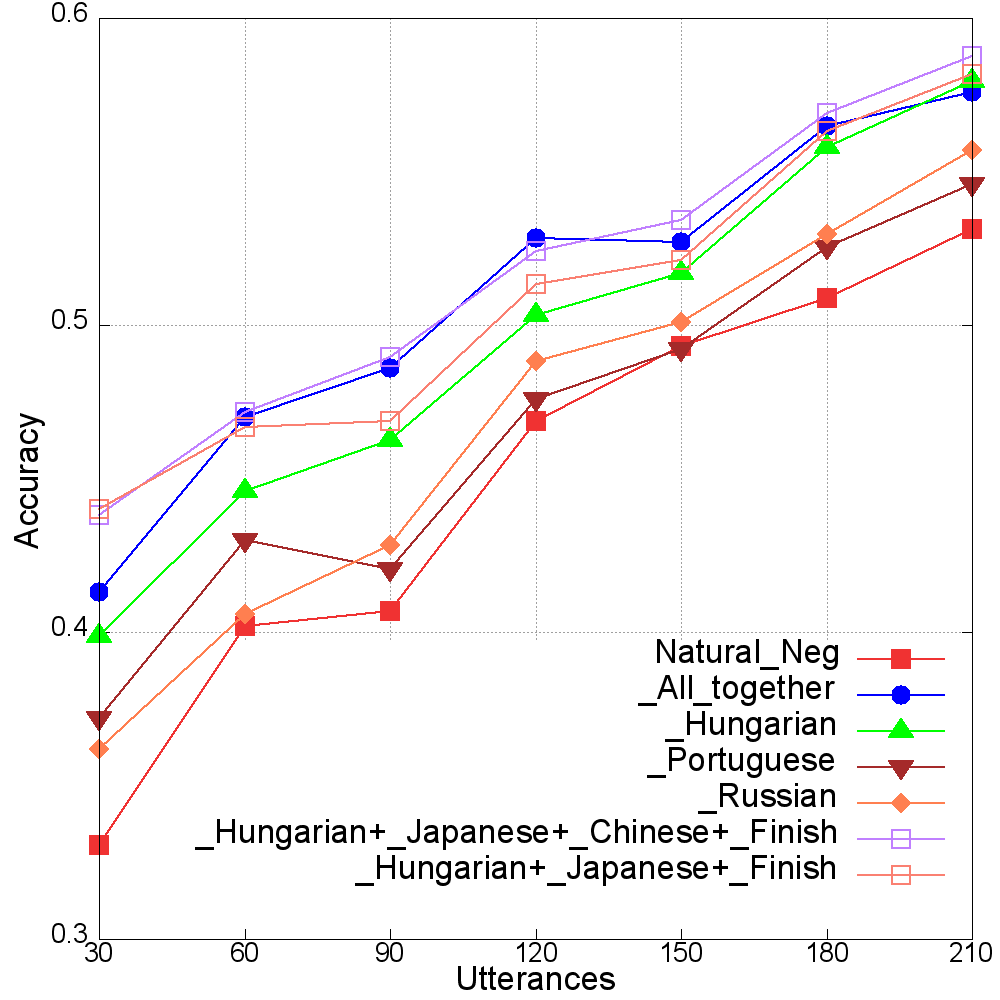 0.6
0.5
0.4
0.3
Accuracy
Natural_Neg
_All_together
_Hungarian
_Portuguese
_Russian
_Hungarian+_Japanese+_Chinese+_Finish
_Hungarian+_Japanese+_Finish
30 60 90 120 150 180 210
Utterances